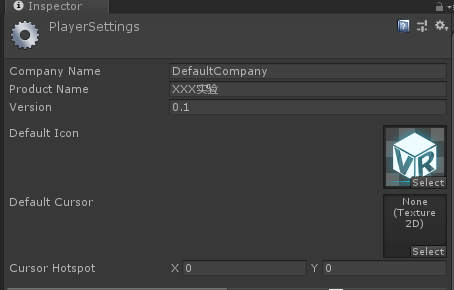 Inspector
PlayerSettings
Company Name DefaultCompany
Product Name XXX实验
Version 0.1
Default Icon
VR
Select
Default Cursor
None
(Texture
2D)
Select
Cursor Hotspot X 0 Y 0